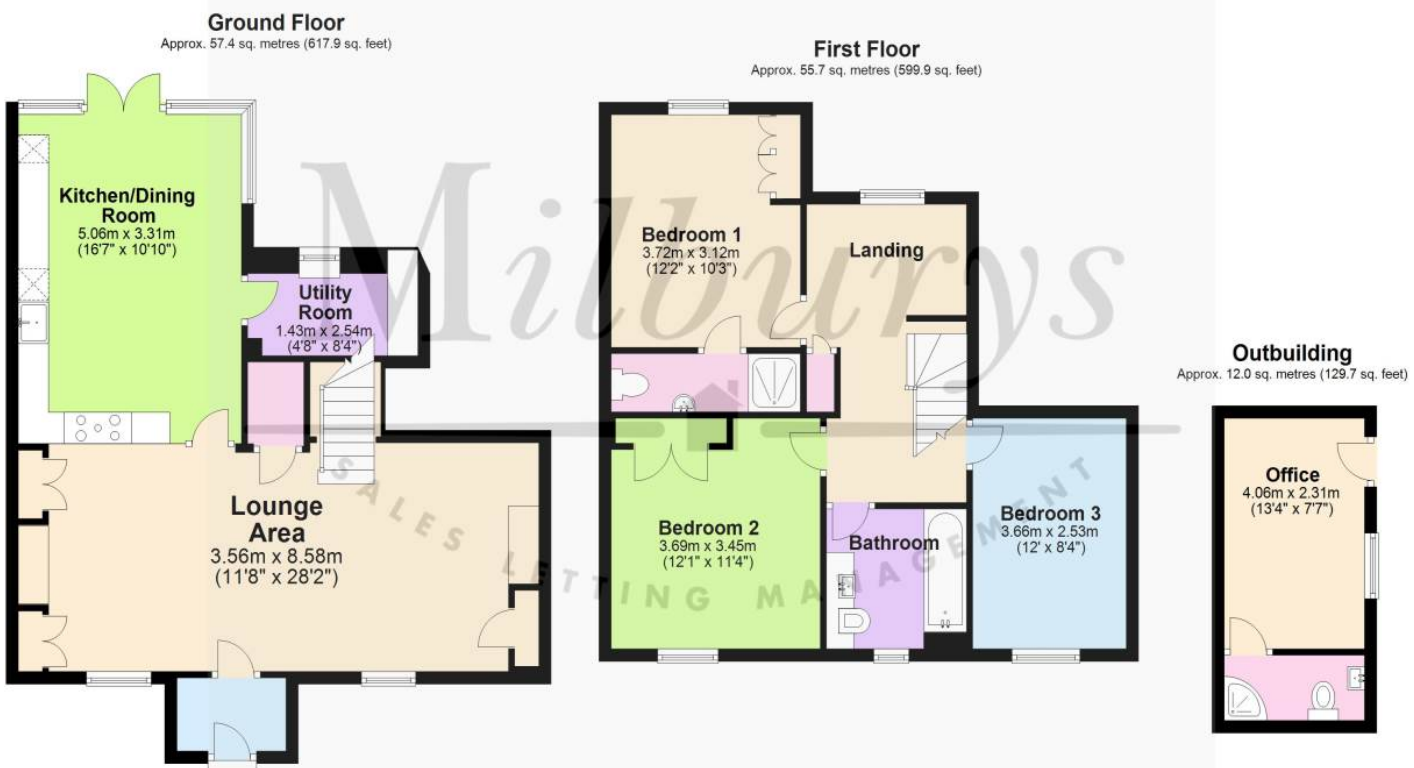 Ground Floor
Approx. 57.4 sq. metres (617.9 sq. feet)
Kitchen/Dining
Room
5.06m x 3.31m
(16'7" x 10'10")
Utility
Room
1.43m x 2.54m
(4'8" x 8'4")
Lounge
Area
3.56m x 8.58m
(11'8" x 28'2")
First Floor
Approx. 55.7 sq. metres (599.9 sq. feet)
Bedroom 1
3.72m x 3.12m
(12'2" x 10'3")
Landing
Bedroom 2
3.69m x 3.45m
(12'1" x 11'4")
Bathroom
Bedroom 3
3.66m x 2.53m
(12' x 8'4")
Outbuilding
Approx. 12.0 sq. metres (129.7 sq. feet)
Office
4.06m x 2.31m
(13'4" x 7'7")
Milburys
SALES LETTING MANAGEMENT